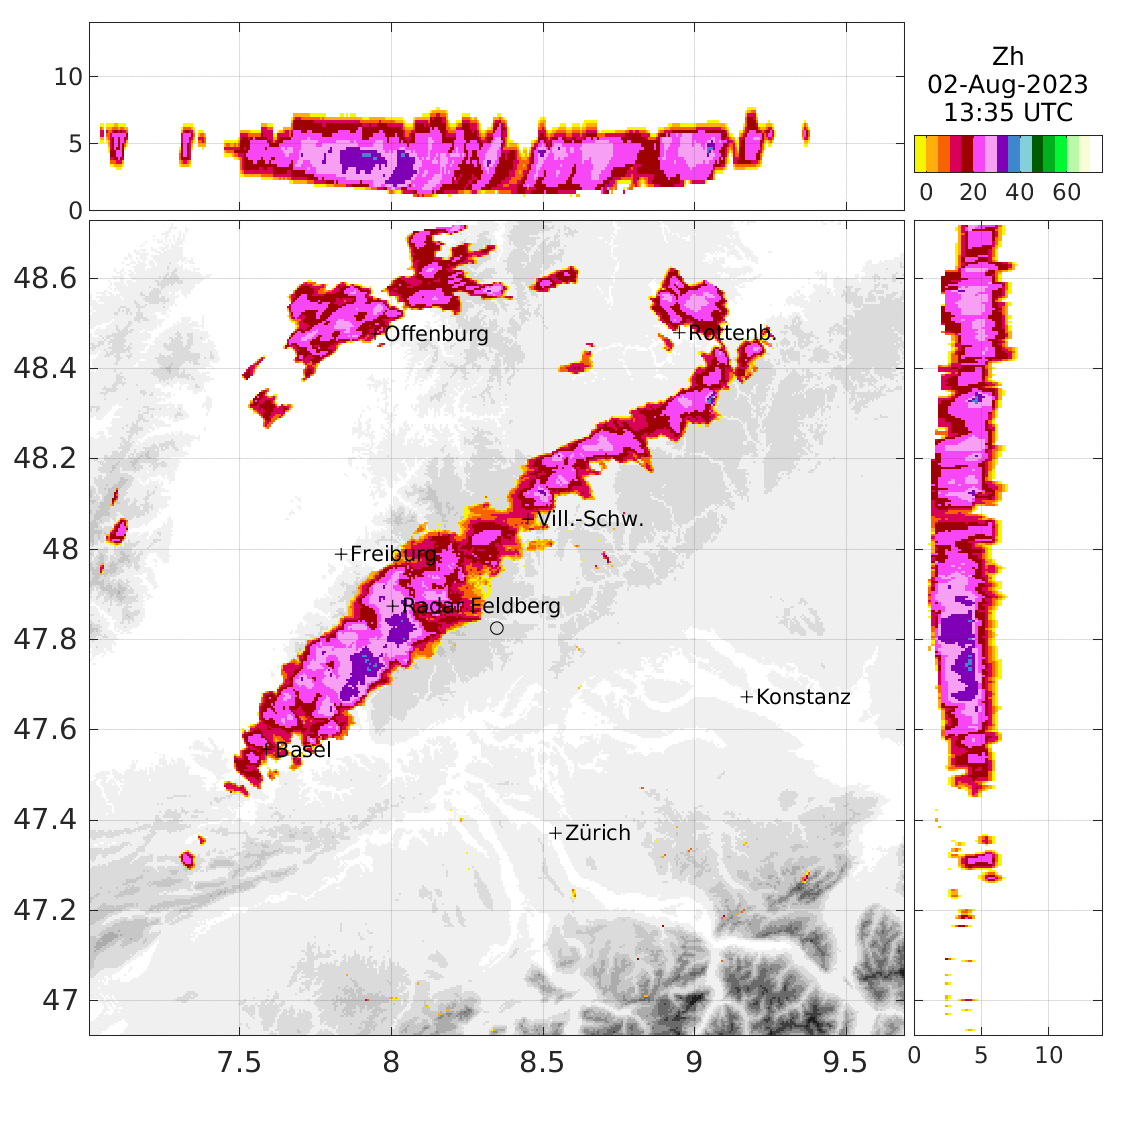 10
5
0
Zh
02-Aug-2023
13:35 UTC
0 20 40 60
48.6
48.4
48.2
48
47.8
47.6
47.4
47.2
47
Offenburg
Rottenb.
Vill.-Schw.
Freiburg
Radar Feldberg
Konstanz
Basel
Zürich
7.5 8 8.5 9 9.5
0 5 10